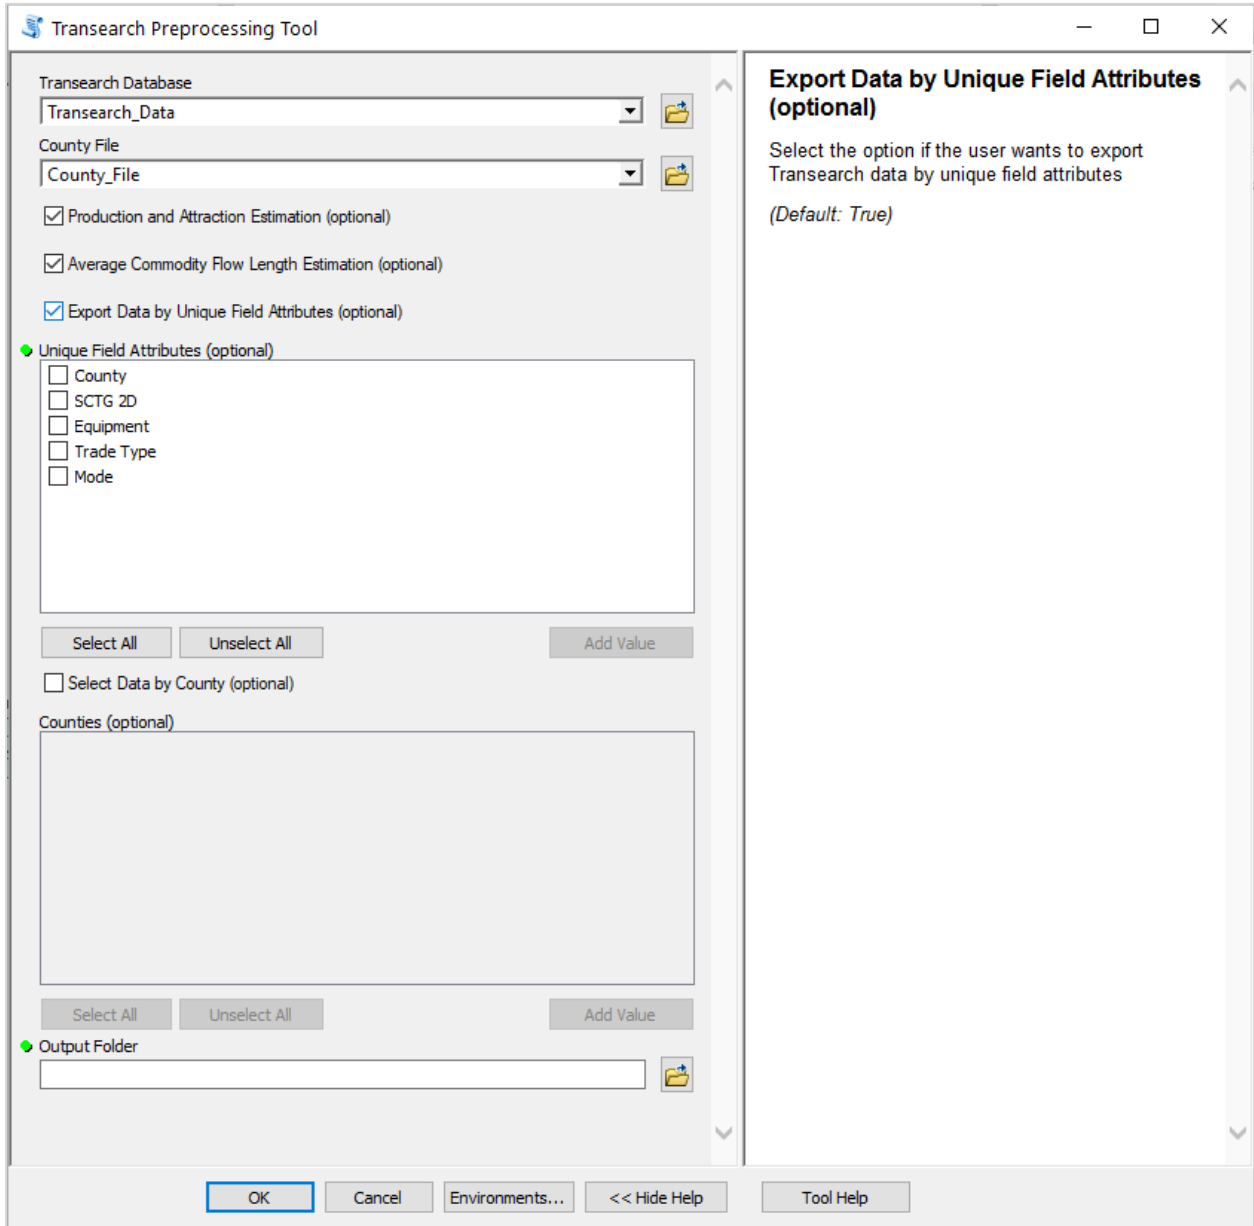 Transearch Preprocessing Tool
Transearch Database
Transearch_Data
County File
County_File
Production and Attraction Estimation (optional)
Average Commodity Flow Length Estimation (optional)
Export Data by Unique Field Attributes (optional)
Unique Field Attributes (optional)
County
SCTG 2D
Equipment
Trade Type
Mode
Select All Unselect All Add Value
Select Data by County (optional)
Counties (optional)
Select All Unselect All Add Value
Output Folder
Export Data by Unique Field Attributes
(optional)
Select the option if the user wants to export
Transearch data by unique field attributes
(Default: True)
OK Cancel Environments... << Hide Help Tool Help